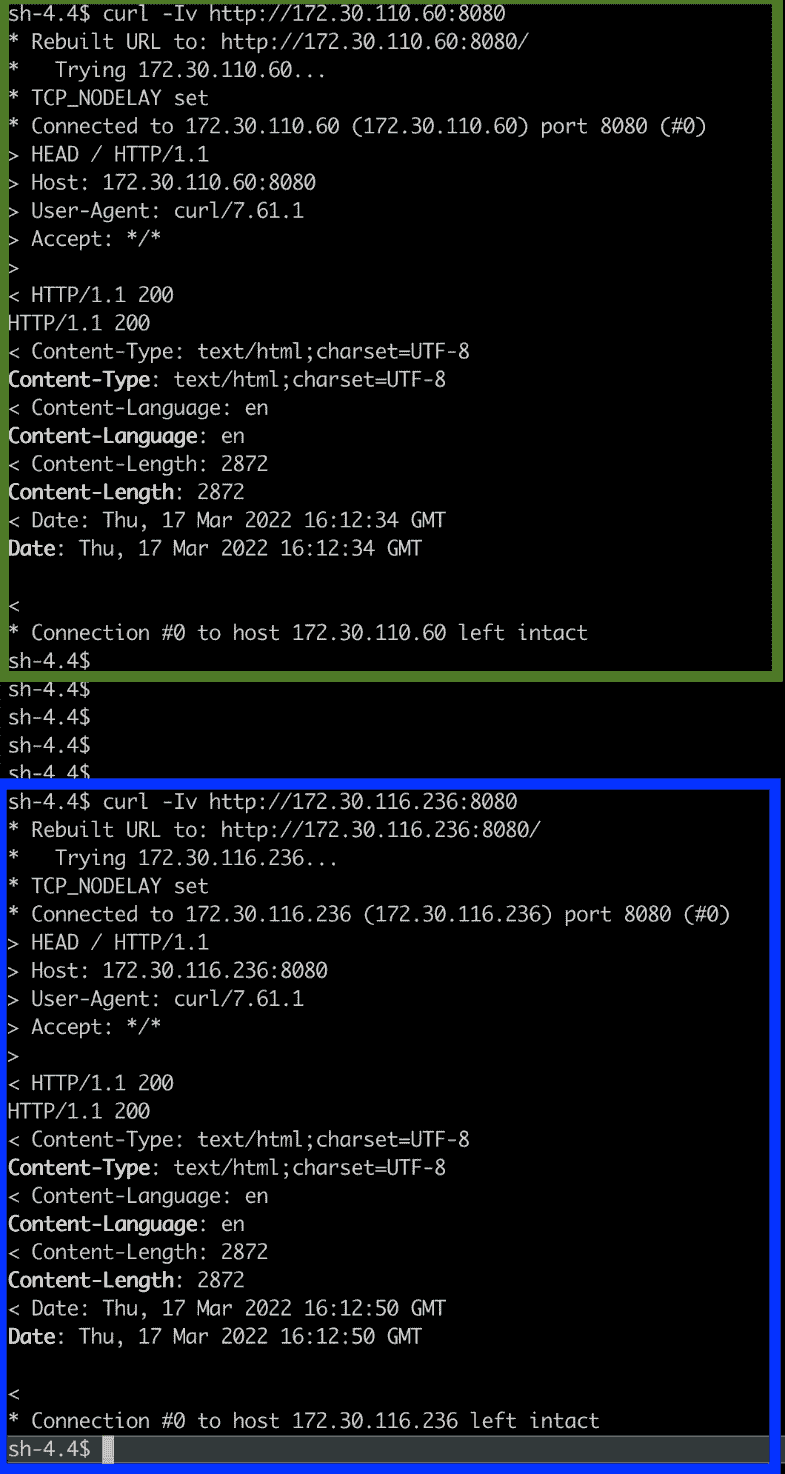 sh-4.4$ curl -Iv http://172.30.110.60:8080
* Rebuilt URL to: http://172.30.110.60:8080/
*   Trying 172.30.110.60...
* TCP_NODELAY set
* Connected to 172.30.110.60 (172.30.110.60) port 8080 (#0)
> HEAD / HTTP/1.1
> Host: 172.30.110.60:8080
> User-Agent: curl/7.61.1
> Accept: */*
>
< HTTP/1.1 200
HTTP/1.1 200
< Content-Type: text/html;charset=UTF-8
Content-Type: text/html;charset=UTF-8
< Content-Language: en
Content-Language: en
< Content-Length: 2872
Content-Length: 2872
< Date: Thu, 17 Mar 2022 16:12:34 GMT
Date: Thu, 17 Mar 2022 16:12:34 GMT
<
* Connection #0 to host 172.30.110.60 left intact
sh-4.4$
sh-4.4$
sh-4.4$
sh-4.4$
sh-4.4$
sh-4.4$ curl -Iv http://172.30.116.236:8080
* Rebuilt URL to: http://172.30.116.236:8080/
*   Trying 172.30.116.236...
* TCP_NODELAY set
* Connected to 172.30.116.236 (172.30.116.236) port 8080 (#0)
> HEAD / HTTP/1.1
> Host: 172.30.116.236:8080
> User-Agent: curl/7.61.1
> Accept: */*
>
< HTTP/1.1 200
HTTP/1.1 200
< Content-Type: text/html;charset=UTF-8
Content-Type: text/html;charset=UTF-8
< Content-Language: en
Content-Language: en
< Content-Length: 2872
Content-Length: 2872
< Date: Thu, 17 Mar 2022 16:12:50 GMT
Date: Thu, 17 Mar 2022 16:12:50 GMT
<
* Connection #0 to host 172.30.116.236 left intact
sh-4.4$